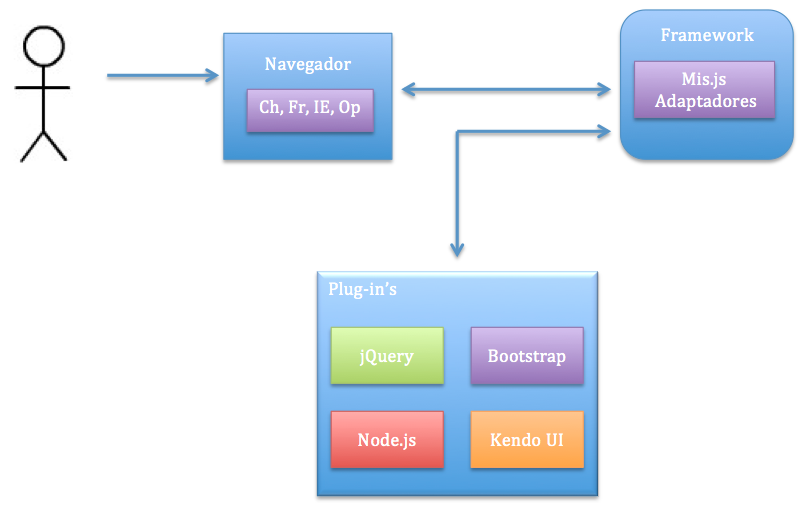 Navegador
Ch, Fr, IE, Op
Framework
Mis.js
Adaptadores
Plug-in’s
jQuery
Bootstrap
Node.js
Kendo UI